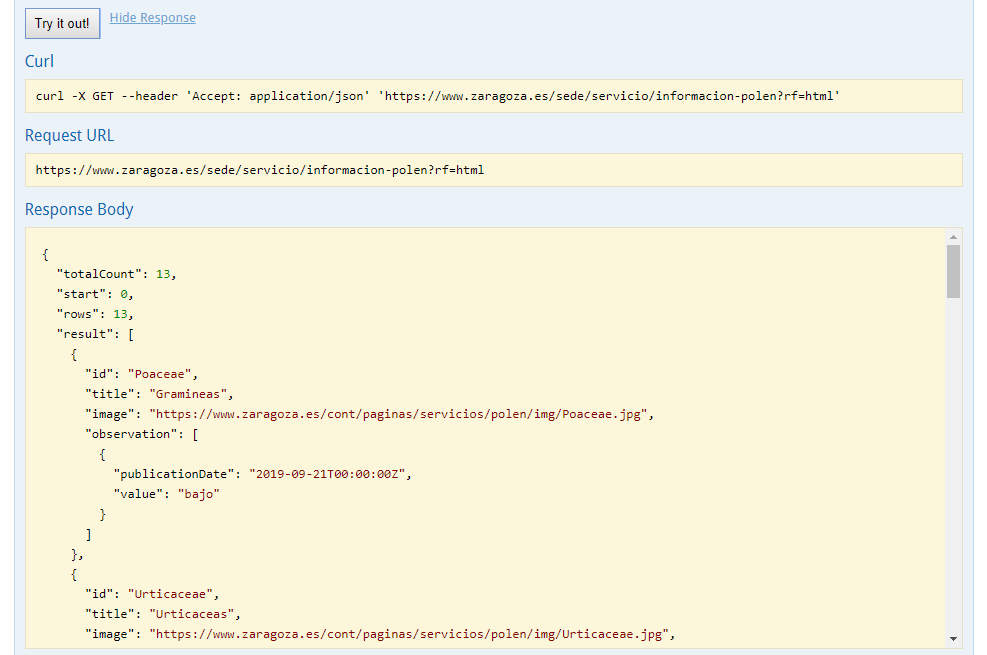 Try it out! Hide Response
Curl
curl -X GET --header 'Accept: application/json' 'https://www.zaragoza.es/sede/servicio/informacion-polen?rf=html'
Request URL
https://www.zaragoza.es/sede/servicio/informacion-polen?rf=html
Response Body
{
  "totalCount": 13,
  "start": 0,
  "rows": 13,
  "result": [
    {
      "id": "Poaceae",
      "title": "Gramineas",
      "image": "https://www.zaragoza.es/cont/paginas/servicios/polen/img/Poaceae.jpg",
      "observation": [
        {
          "publicationDate": "2019-09-21T00:00:00Z",
          "value": "bajo"
        }
      ]
    },
    {
      "id": "Urticaceae",
      "title": "Urticaceas",
      "image": "https://www.zaragoza.es/cont/paginas/servicios/polen/img/Urticaceae.jpg",